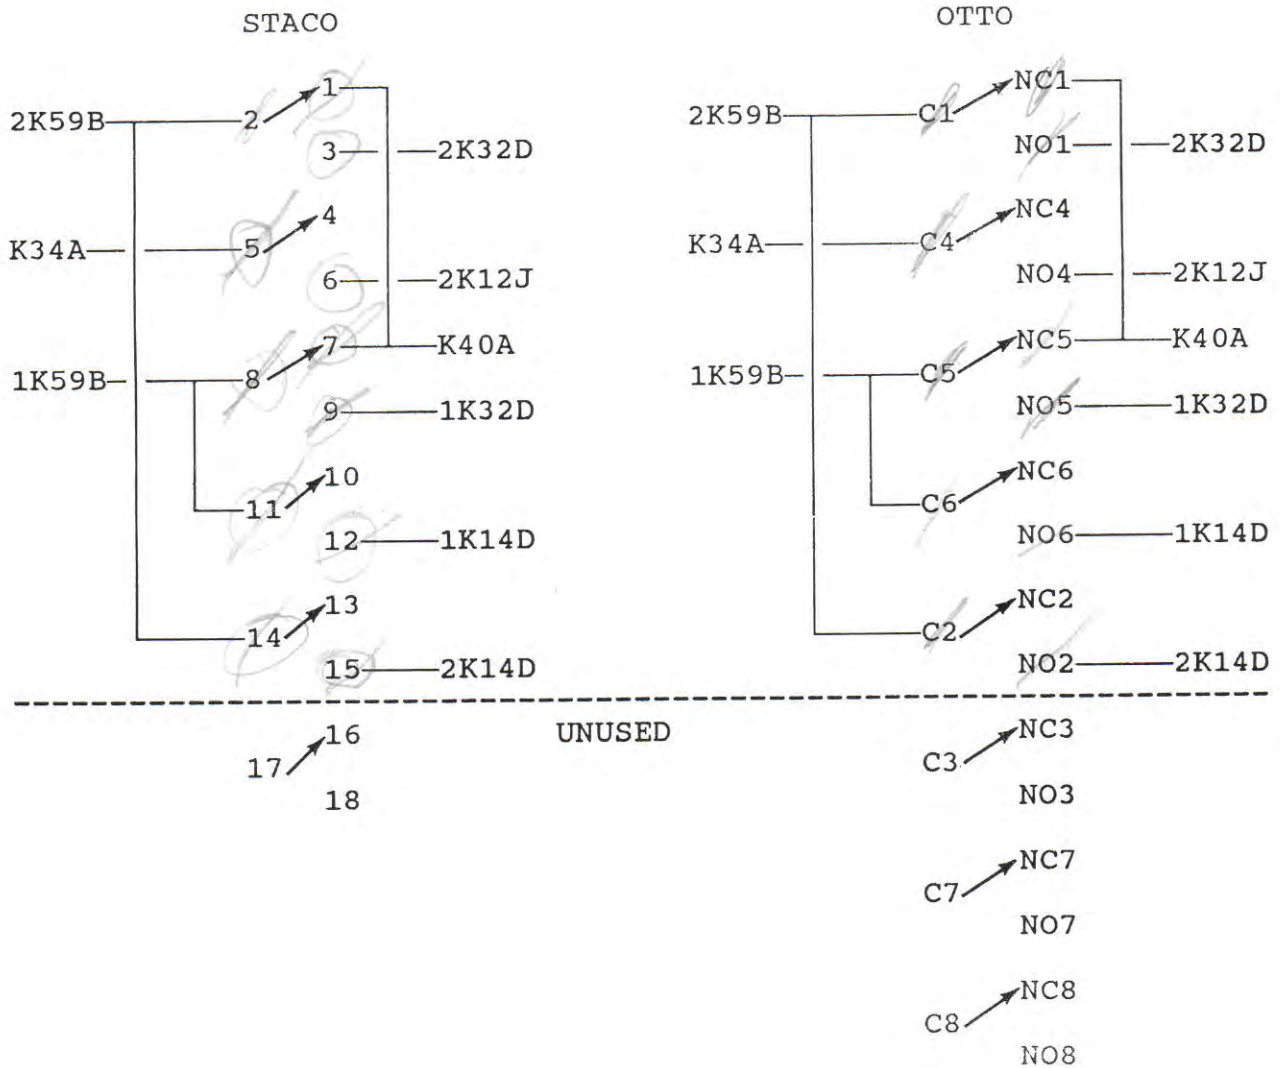 STACO OTTO
1 NC1
2K59B 2 2K59B C1
3 2K32D NO1 2K32D
4 NC4
K34A 5 K34A C4
6 2K12J NO4 2K12J
7 K40A NC5 K40A
1K59B 8 1K59B C5
9 1K32D NO5 1K32D
10 NC6
11 C6
12 1K14D NO6 1K14D
13 NC2
14 C2
15 2K14D NO2 2K14D
16 UNUSED NC3
17 C3
18 NO3
NC7
C7
NO7
NC8
C8
NO8